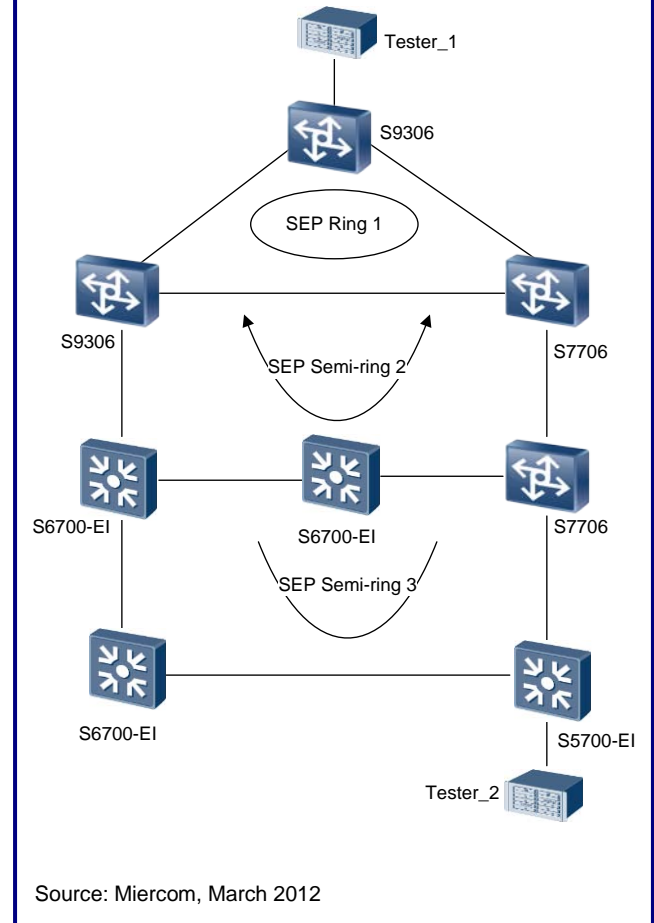 Tester_1
S9306
SEP Ring 1
S9306
S7706
SEP Semi-ring 2
S6700-EI
S6700-EI
S7706
SEP Semi-ring 3
S6700-EI
S5700-EI
Tester_2
Source: Miercom, March 2012